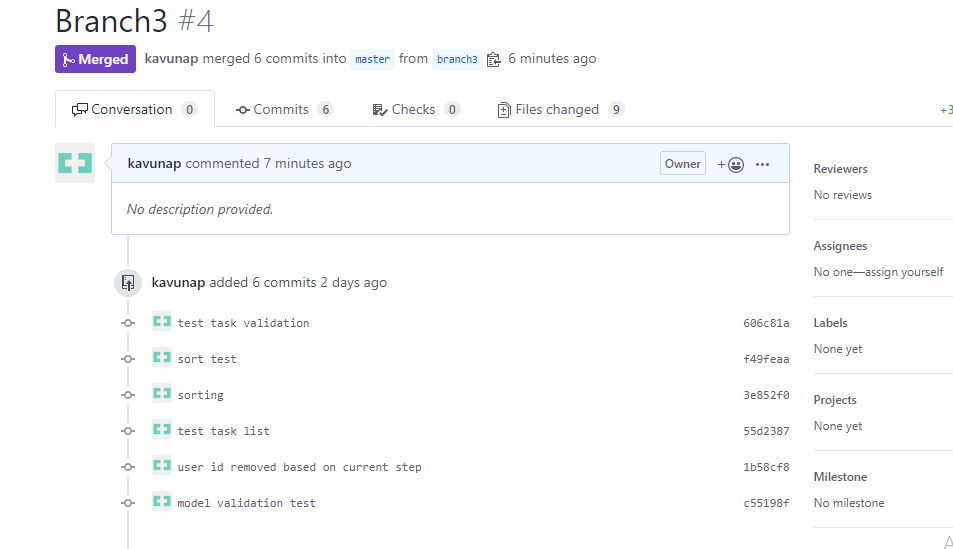 Branch3 #4
Merged kavunap merged 6 commits into master from branch3 6 minutes ago
Conversation 0 Commits 6 Checks 0 Files changed 9 +3
kavunap commented 7 minutes ago Owner + ...
No description provided.
kavunap added 6 commits 2 days ago
test task validation 606c81a
sort test f49feaa
sorting 3e852f0
test task list 55d2387
user id removed based on current step 1b58cf8
model validation test c55198f
Reviewers
No reviews
Assignees
No one—assign yourself
Labels
None yet
Projects
None yet
Milestone
No milestone